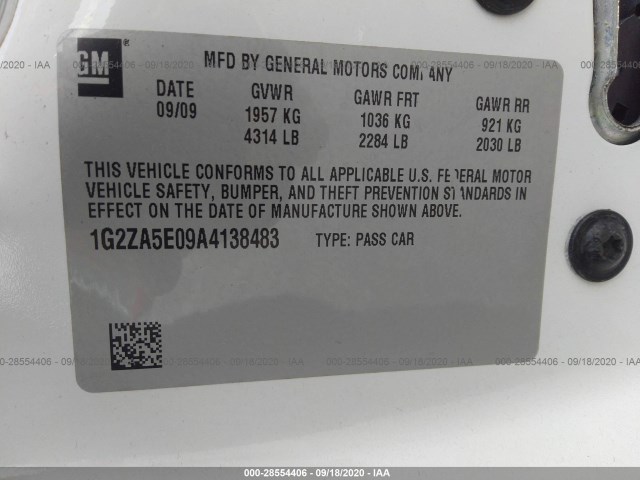 GM ®
MFD BY GENERAL MOTORS COM
DATE GVWR GAWR FRT GAWR RR
09/09 1957 KG 1036 KG 921 KG
4314 LB 2284 LB 2030 LB
THIS VEHICLE CONFORMS TO ALL APPLICABLE U.S. FEDERAL MOTOR
VEHICLE SAFETY, BUMPER, AND THEFT PREVENTION STANDARDS IN
EFFECT ON THE DATE OF MANUFACTURE SHOWN ABOVE.
1G2ZA5E09A4138483 TYPE: PASS CAR
000-28554406 - 09/18/2020 - IAA